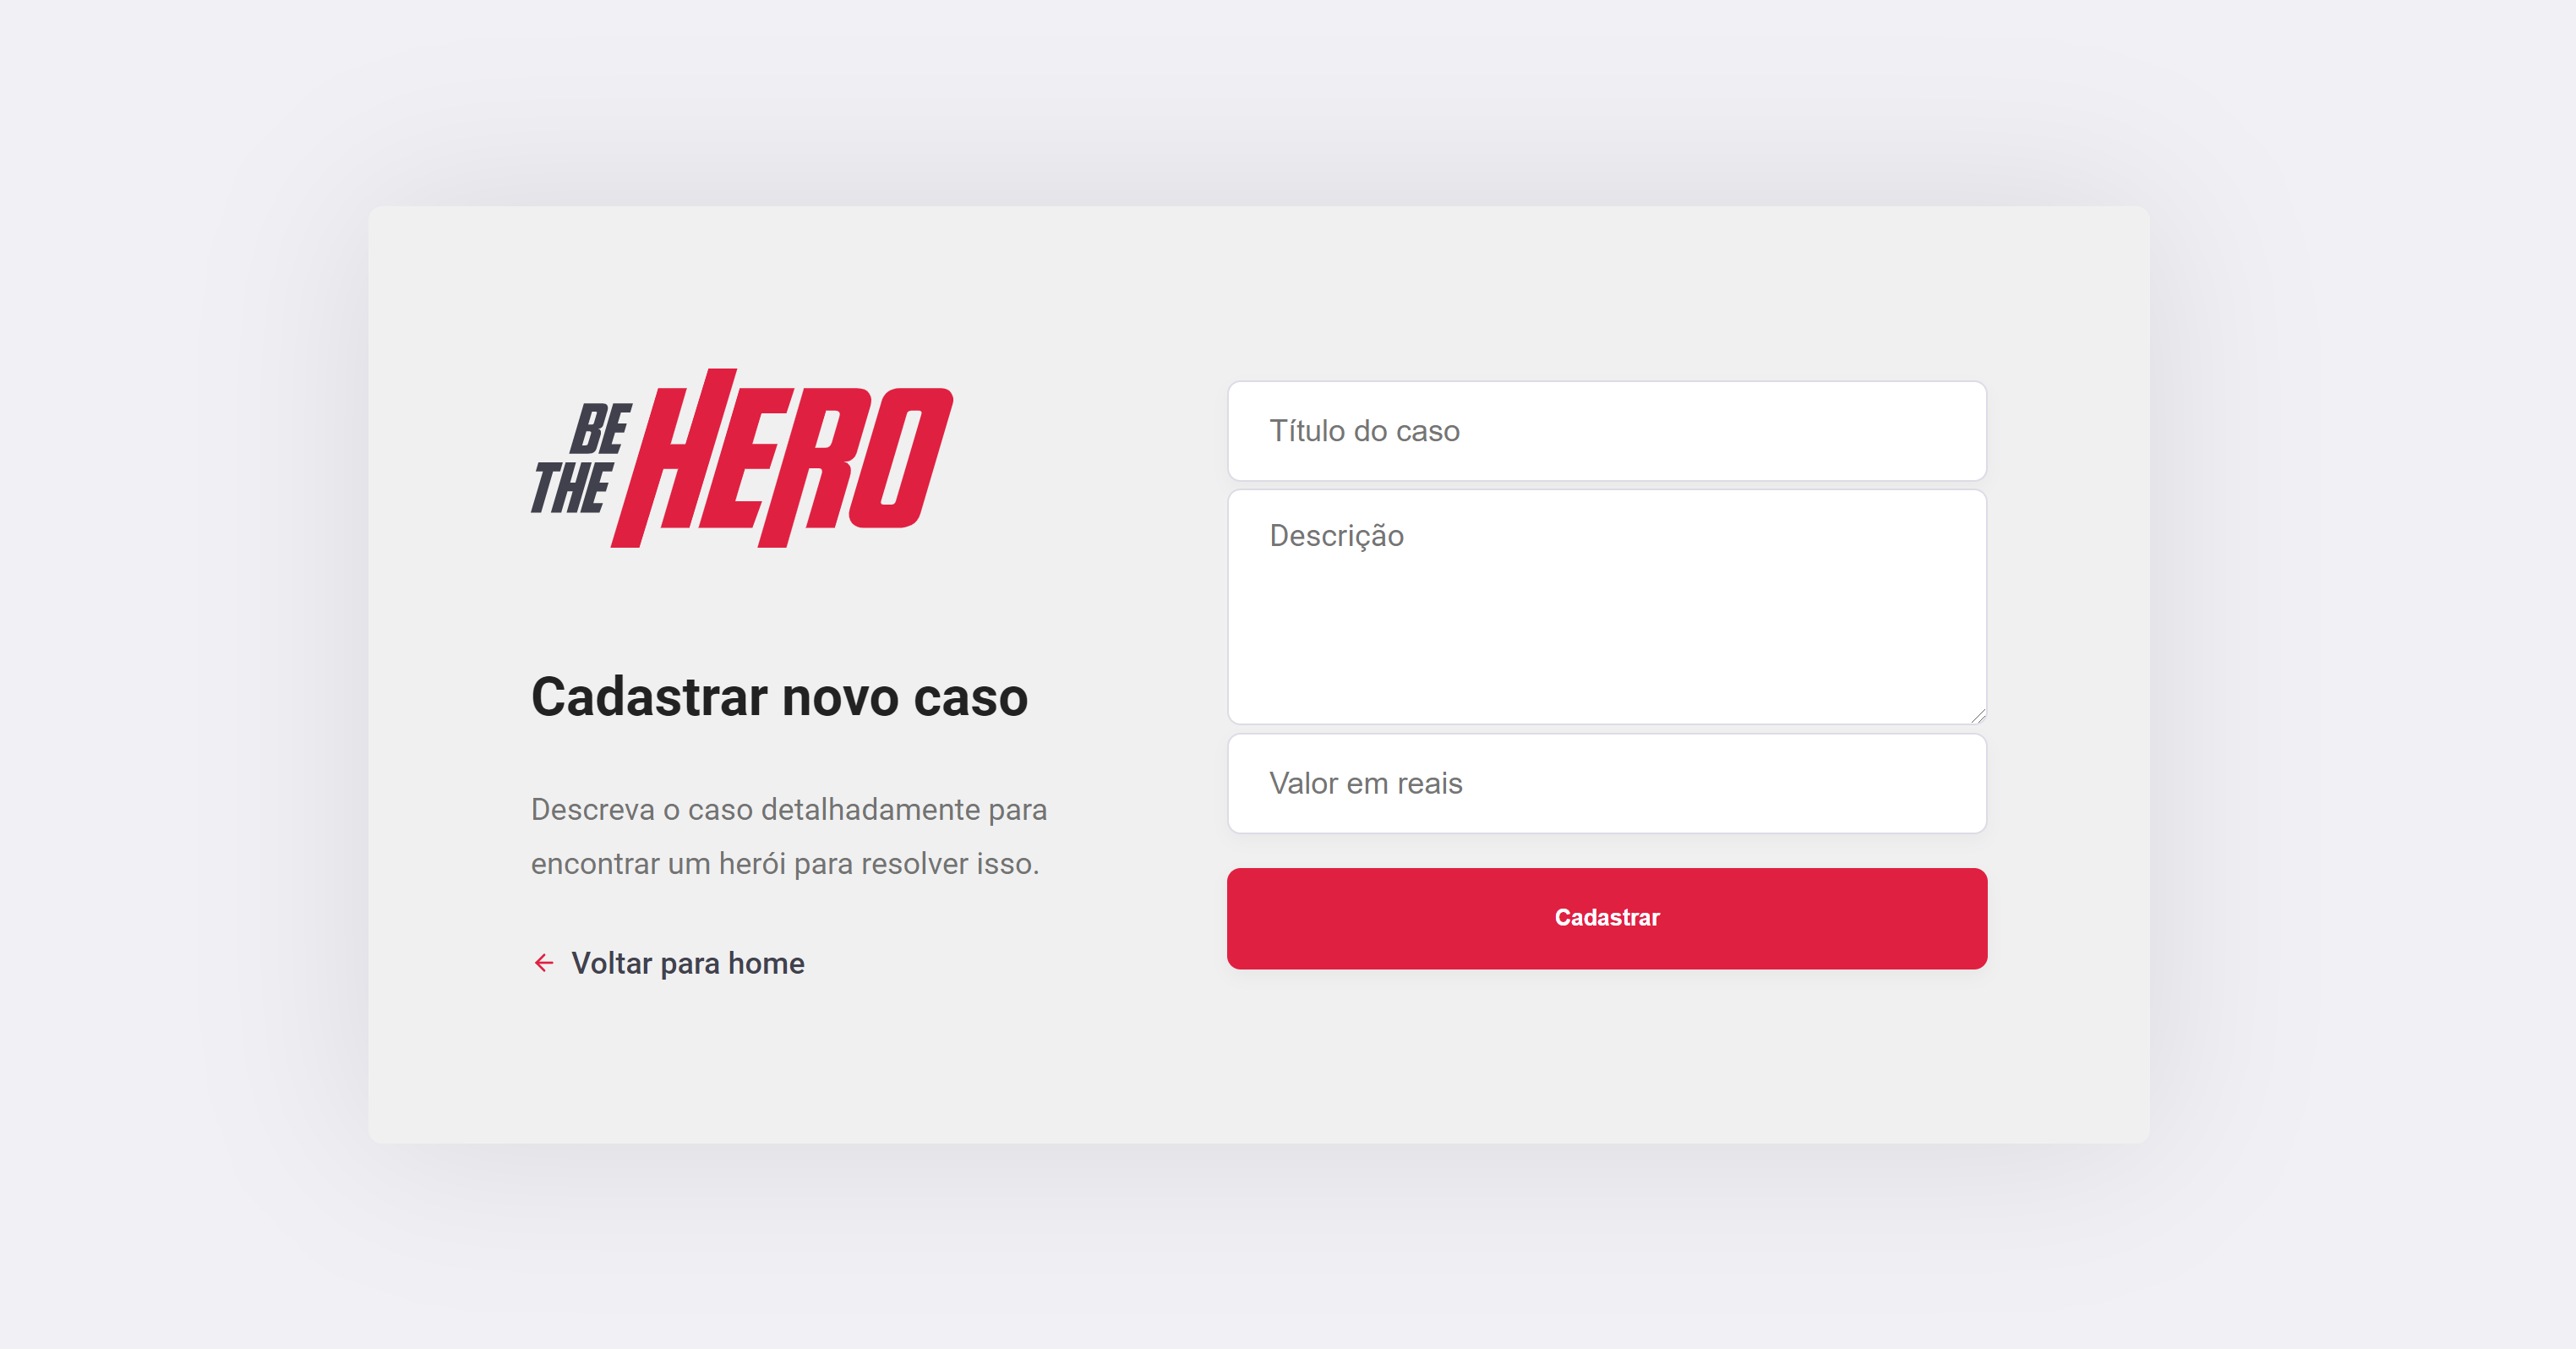 BE
THE
HERO
Cadastrar novo caso
Descreva o caso detalhadamente para
encontrar um herói para resolver isso.
Voltar para home
Título do caso
Descrição
Valor em reais
Cadastrar